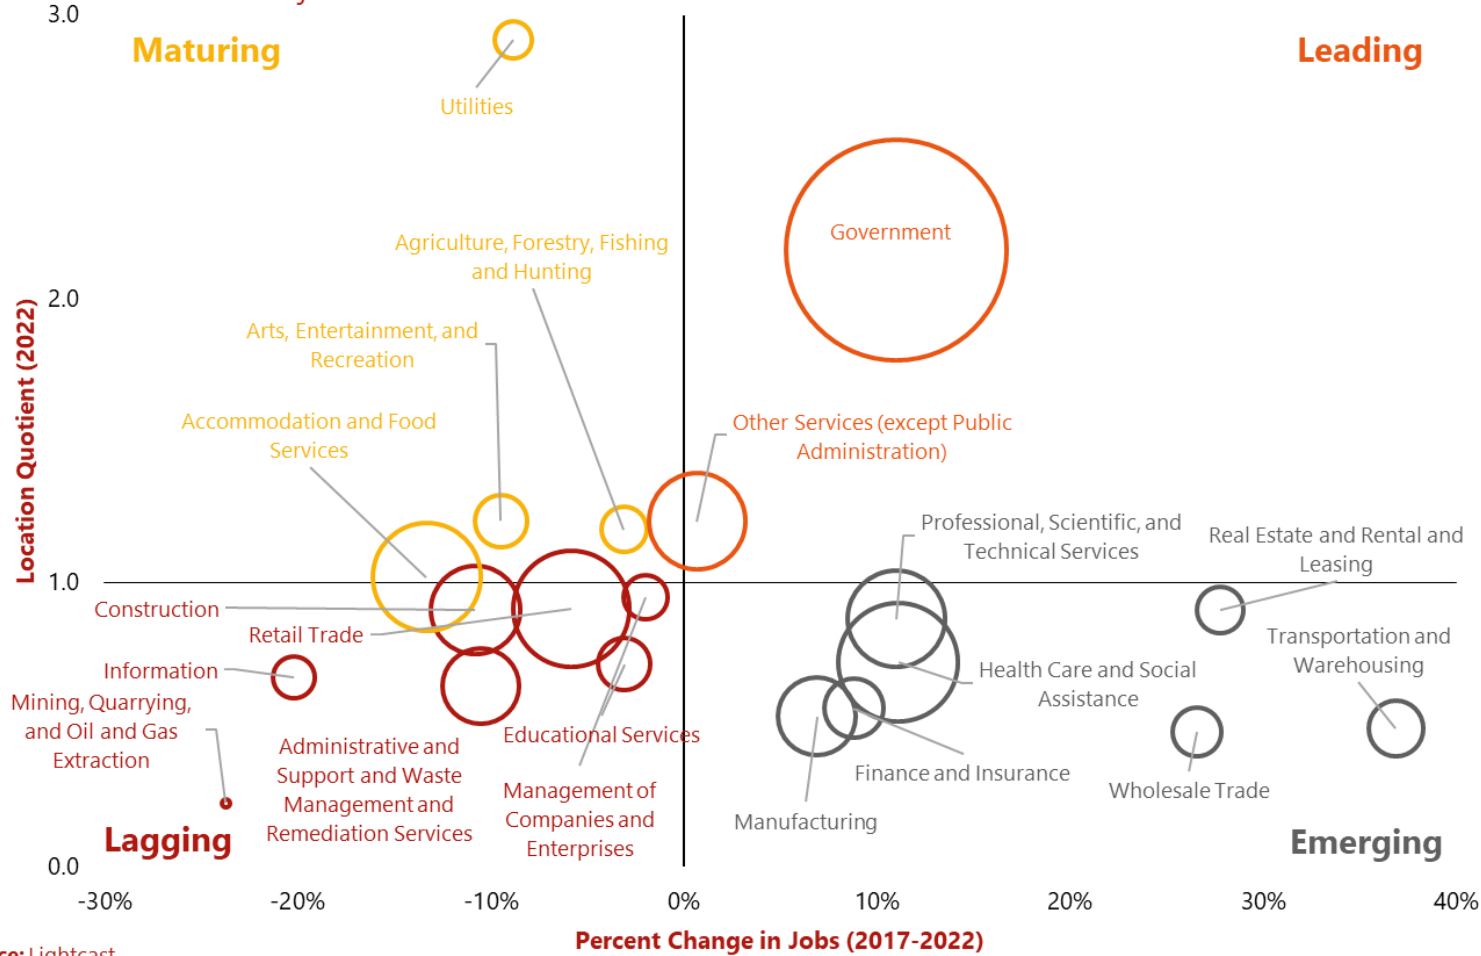 3.0
Maturing
Leading
Utilities
Agriculture, Forestry, Fishing
and Hunting
Government
2.0
Arts, Entertainment, and
Recreation
Location Quotient (2022)
Accommodation and Food
Services
Other Services (except Public
Administration)
Professional, Scientific, and
Technical Services
Real Estate and Rental and
Leasing
1.0
Construction
Retail Trade
Information
Transportation and
Warehousing
Health Care and Social
Assistance
Mining, Quarrying,
and Oil and Gas
Extraction
Administrative and
Support and Waste
Management and
Remediation Services
Educational Services
Management of
Companies and
Enterprises
Finance and Insurance
Wholesale Trade
Manufacturing
Lagging
Emerging
0.0
-30%
-20%
-10%
0%
10%
20%
30%
40%
Percent Change in Jobs (2017-2022)
Lightcast